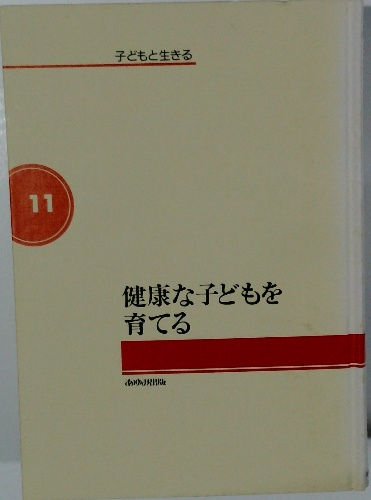 子どもと生きる
11
健康な子どもを
育てる
あゆみ出版